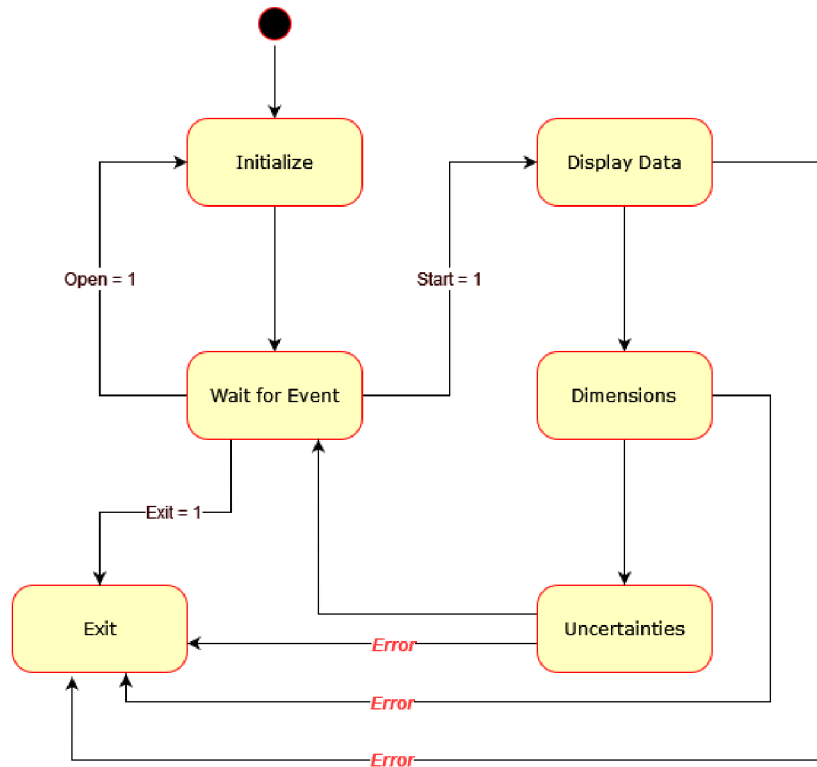 Initialize
Display Data
Open = 1
Start = 1
Wait for Event
Dimensions
Exit = 1
Exit
Uncertainties
Error
Error
Error